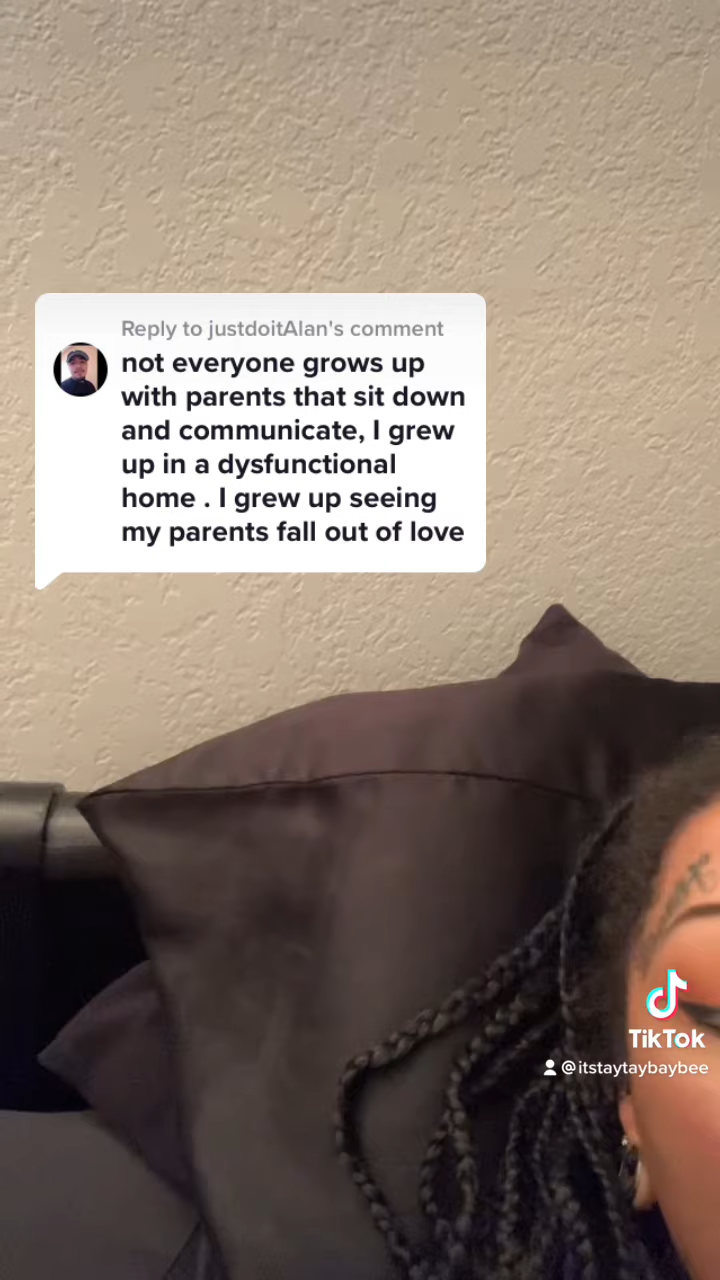 Reply to justdoitAlan's comment
not everyone grows up
with parents that sit down
and communicate, I grew
up in a dysfunctional
home . I grew up seeing
my parents fall out of love
TikTok
@itstaytaybaybee